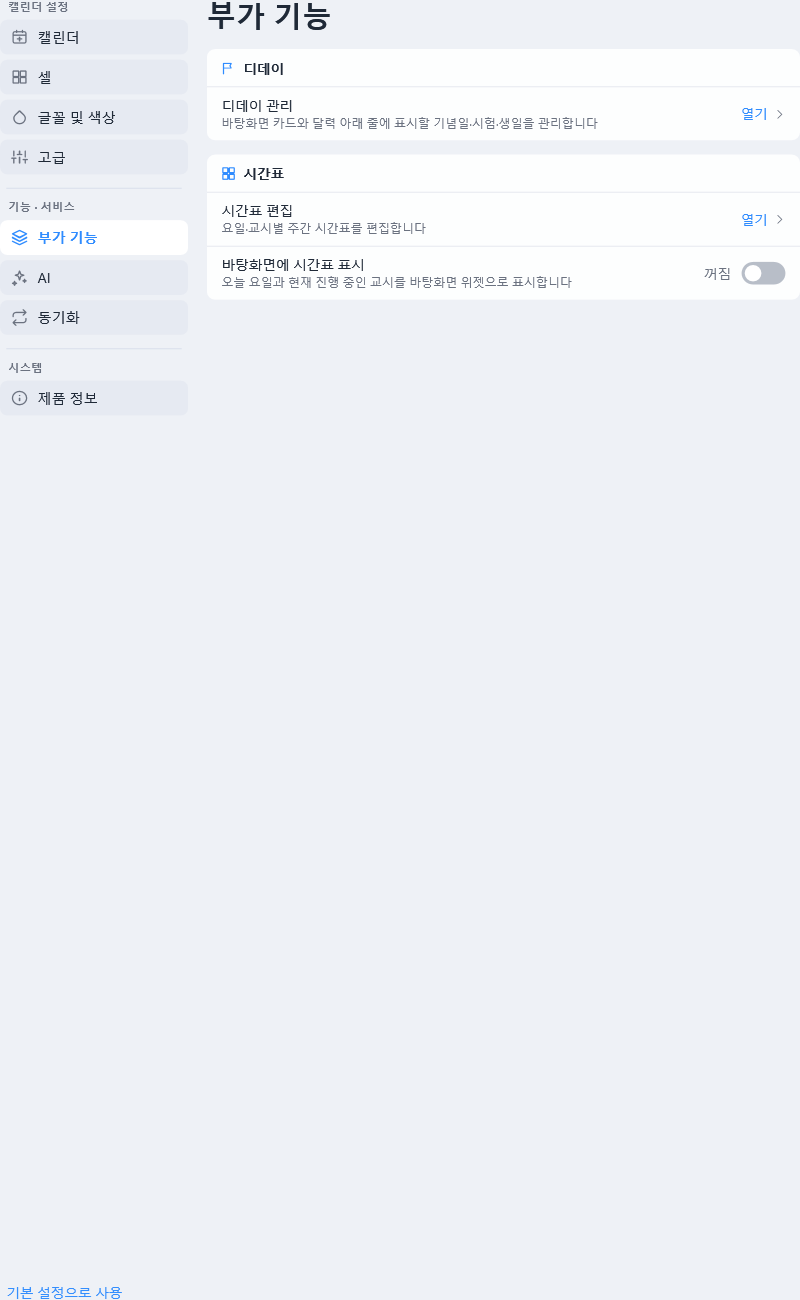 캘린더 설정
캘린더
셀
글꼴 및 색상
고급
기능 · 서비스
부가 기능
AI
동기화
시스템
제품 정보
기본 설정으로 사용
부가 기능
디데이
디데이 관리
바탕화면 카드와 달력 아래 줄에 표시할 기념일·시험·생일을 관리합니다
열기
시간표
시간표 편집
요일·교시별 주간 시간표를 편집합니다
열기
바탕화면에 시간표 표시
오늘 요일과 현재 진행 중인 교시를 바탕화면 위젯으로 표시합니다
꺼짐